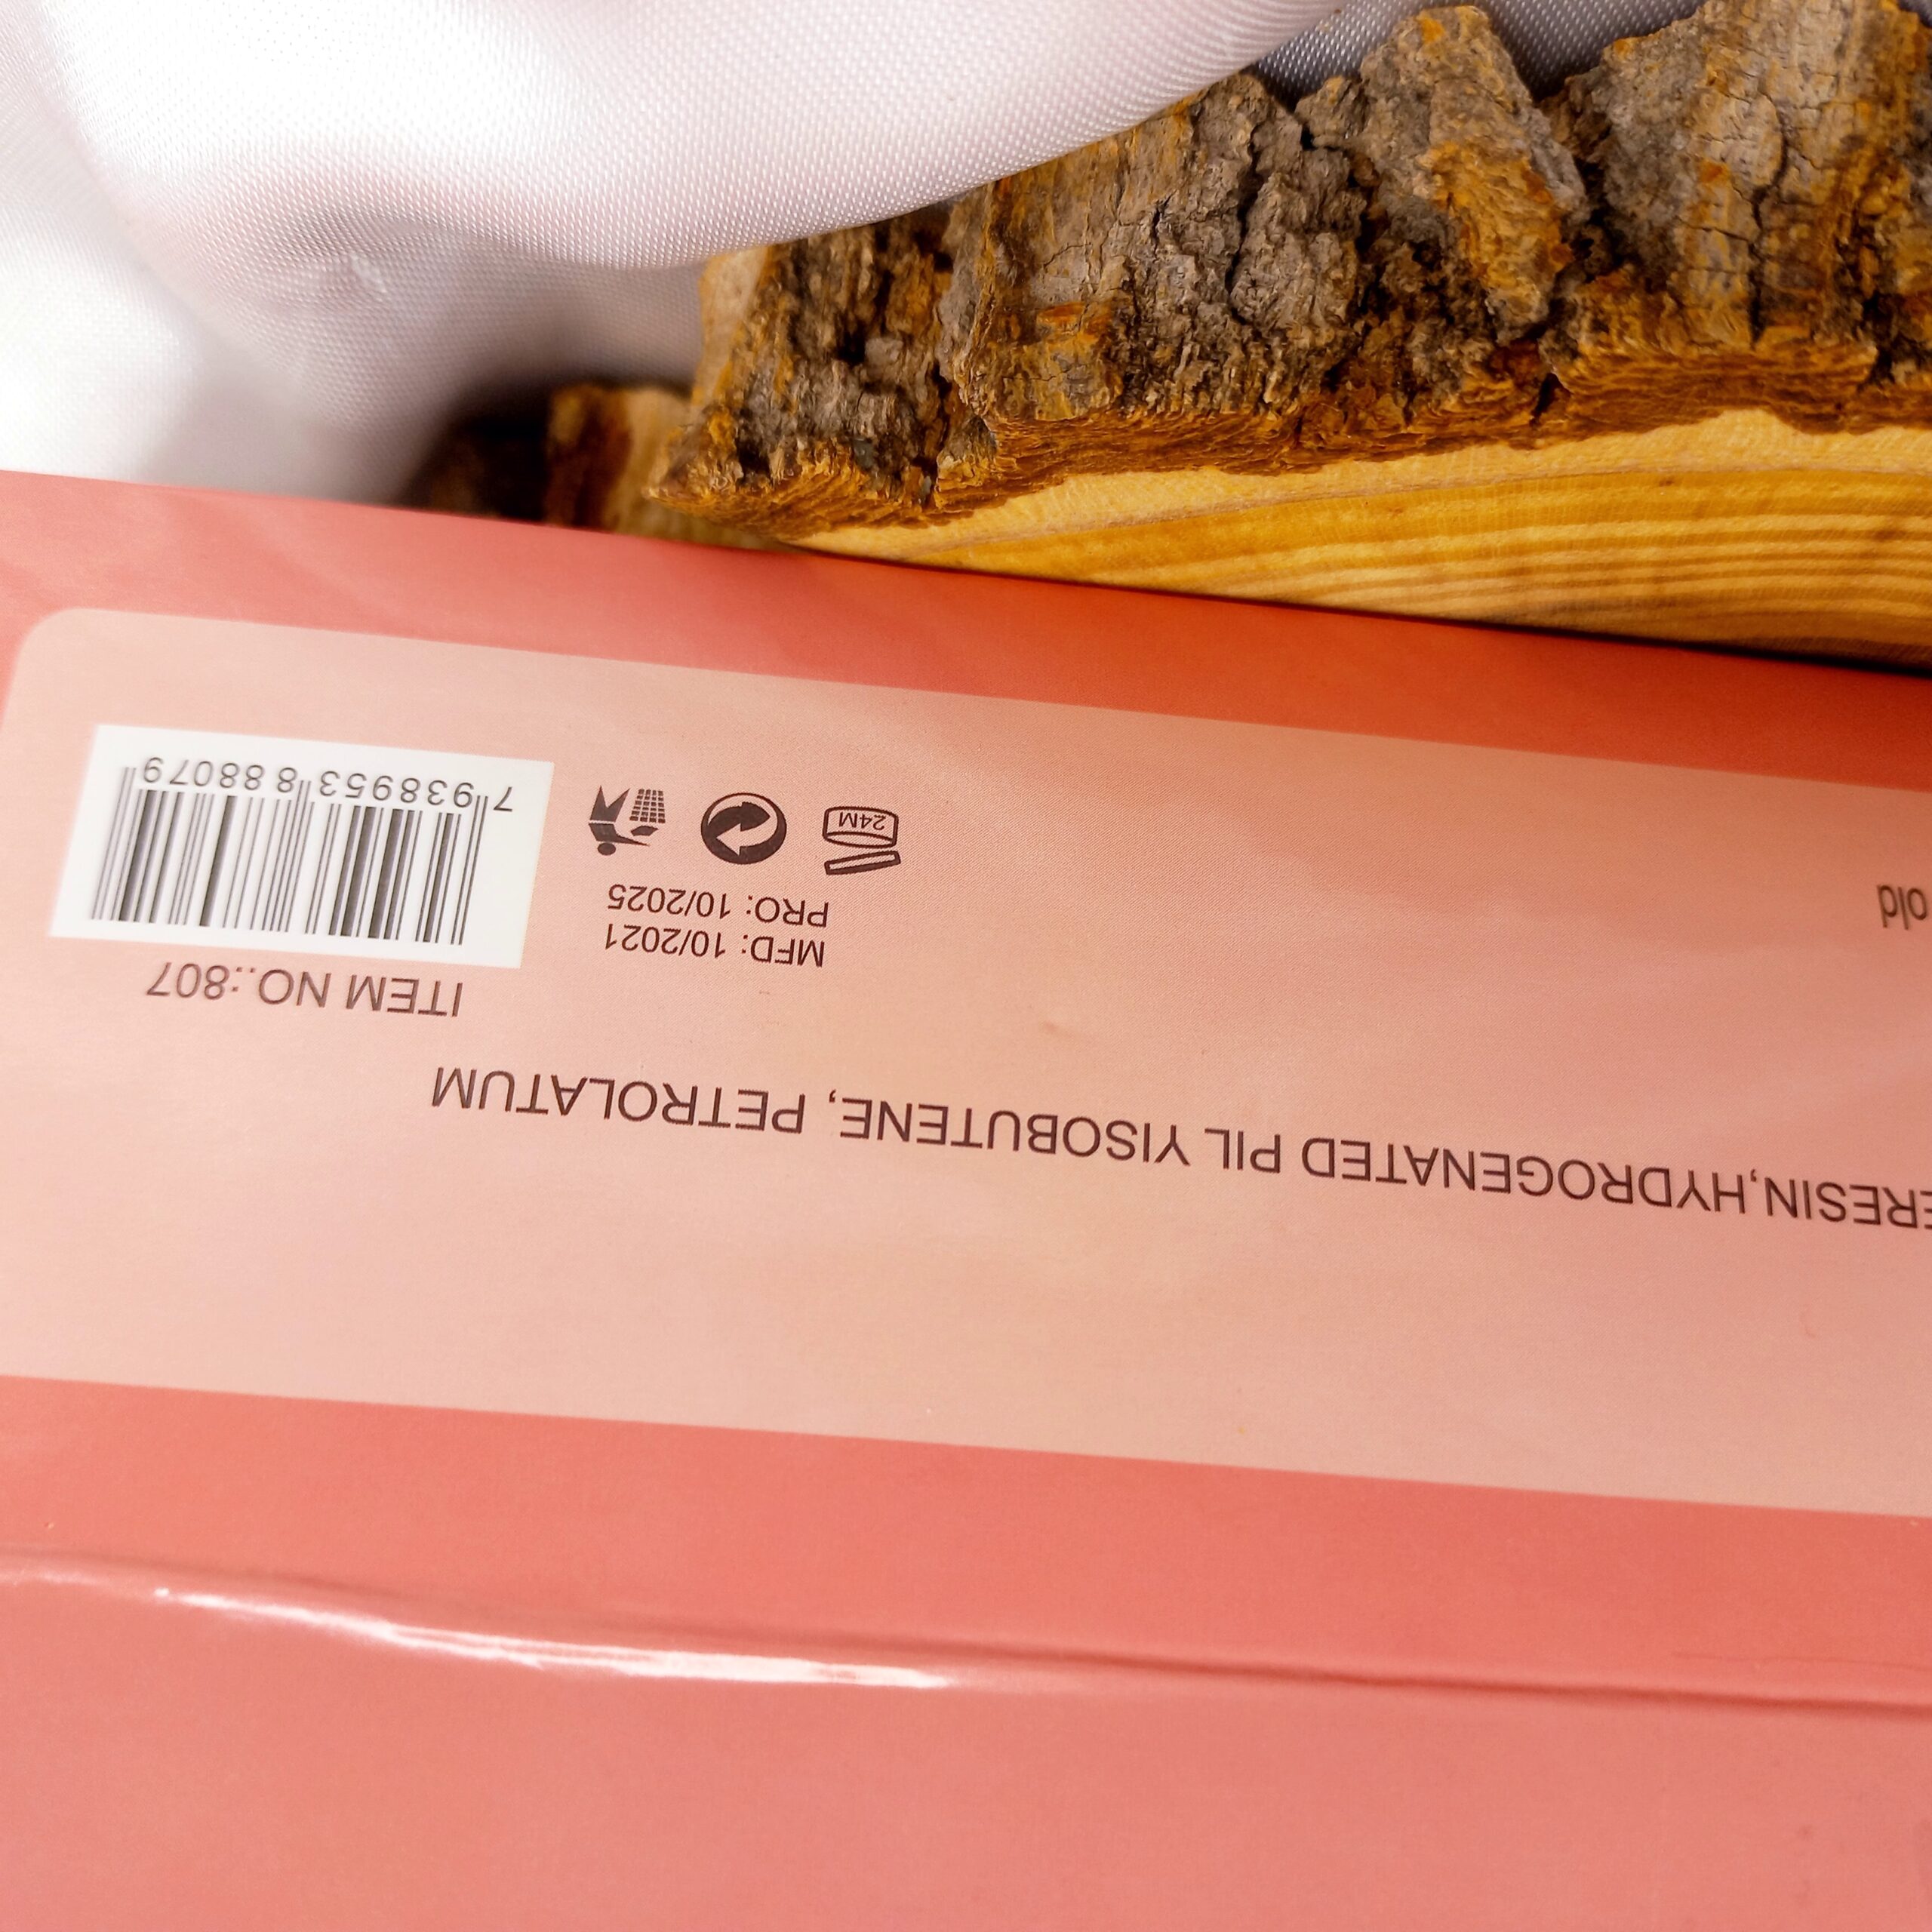 ERESIN,HYDROGENATED PIL YISOBUTENE, PETROLATUM
ITEM NO.:807
MFD: 10/2021
PRO: 10/2025
24M
7 938953 888079
old